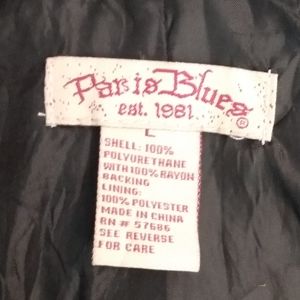 Paris Blues
est. 1981 ®
L
SHELL: 100%
POLYURETHANE
WITH 100% RAYON
BACKING
LINING:
100% POLYESTER
MADE IN CHINA
RN # 57686
SEE REVERSE
FOR CARE